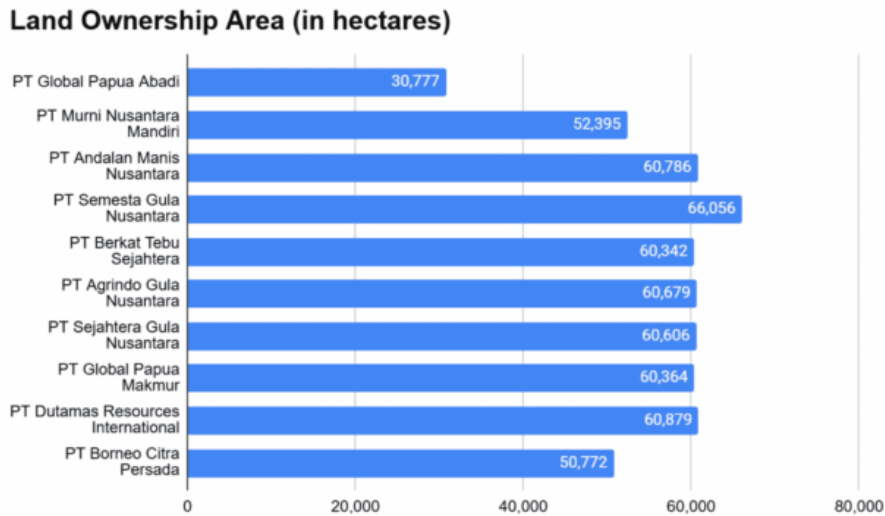 Land Ownership Area (in hectares)
PT Global Papua Abadi
30,777
PT Murni Nusantara
Mandiri
52,395
PT Andalan Manis
Nusantara
60,786
PT Semesta Gula
Nusantara
66,056
PT Berkat Tebu
Sejahtera
60,342
PT Agrindo Gula
Nusantara
60,679
PT Sejahtera Gula
Nusantara
60,606
PT Global Papua
Makmur
60,364
PT Dutamas Resources
International
60,879
PT Borneo Citra
Persada
50,772
0 20,000 40,000 60,000 80,000